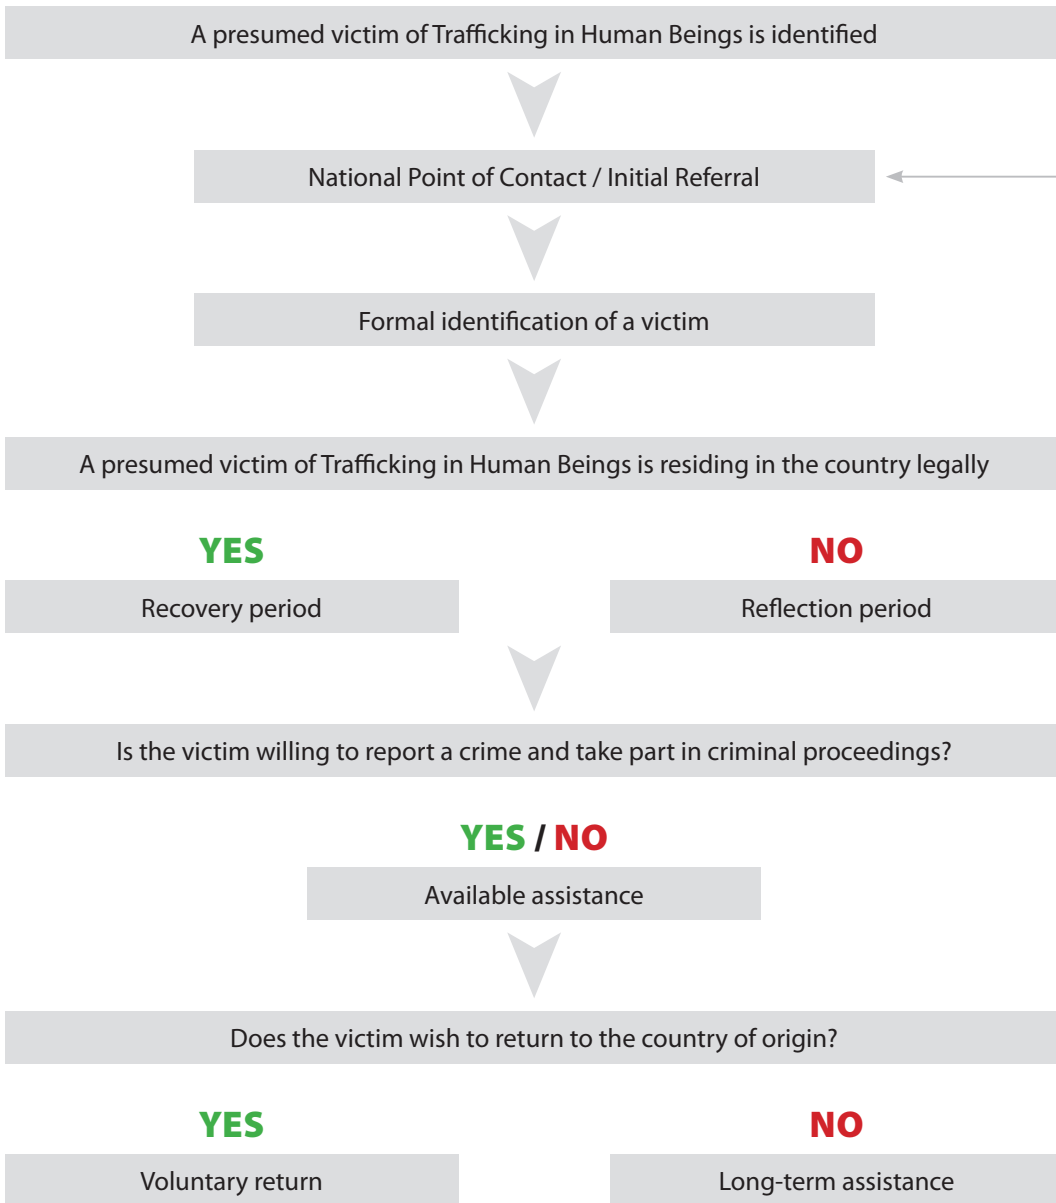 A presumed victim of Trafficking in Human Beings is identified
National Point of Contact / Initial Referral
Formal identification of a victim
A presumed victim of Trafficking in Human Beings is residing in the country legally
YES
NO
Recovery period
Reflection period
Is the victim willing to report a crime and take part in criminal proceedings?
YES / NO
Available assistance
Does the victim wish to return to the country of origin?
YES
NO
Voluntary return
Long-term assistance